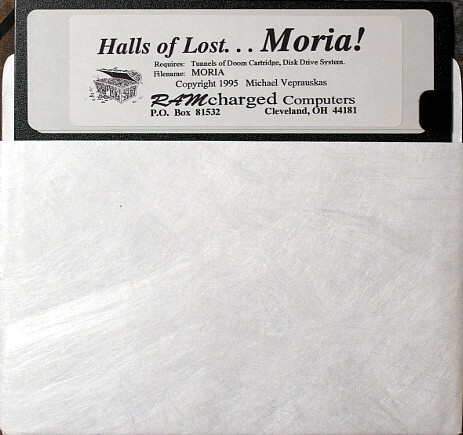 Halls of Lost. . . Moria!
Requires: Tunnels of Doom Cartridge, Disk Drive System.
Filename: MORIA
Copyright 1995 Michael Veprauskas
RAMcharged Computers
P.O. Box 81532 Cleveland, OH 44181